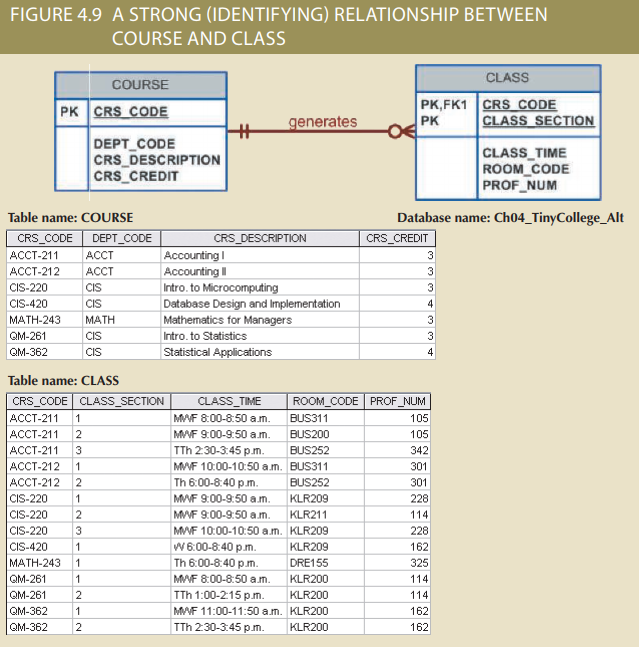 FIGURE 4.9 A STRONG (IDENTIFYING) RELATIONSHIP BETWEEN
COURSE AND CLASS
COURSE
PK CRS_CODE
DEPT_CODE
CRS_DESCRIPTION
CRS_CREDIT
generates
CLASS
PK,FK1 CRS_CODE
PK CLASS_SECTION
CLASS_TIME
ROOM_CODE
PROF_NUM
Table name: COURSE Database name: Ch04_TinyCollege_Alt
CRS_CODE DEPT_CODE CRS_DESCRIPTION CRS_CREDIT
ACCT-211 ACCT Accounting I 3
ACCT-212 ACCT Accounting II 3
CIS-220 CIS Intro. to Microcomputing 3
CIS-420 CIS Database Design and Implementation 4
MATH-243 MATH Mathematics for Managers 3
QM-261 CIS Intro. to Statistics 3
QM-362 CIS Statistical Applications 4
Table name: CLASS
CRS_CODE CLASS_SECTION CLASS_TIME ROOM_CODE PROF_NUM
ACCT-211 1 MWF 8:00-8:50 a.m. BUS311 105
ACCT-211 2 MWF 9:00-9:50 a.m. BUS200 105
ACCT-211 3 TTh 2:30-3:45 p.m. BUS252 342
ACCT-212 1 MWF 10:00-10:50 a.m. BUS311 301
ACCT-212 2 Th 6:00-8:40 p.m. BUS252 301
CIS-220 1 MWF 9:00-9:50 a.m. KLR209 228
CIS-220 2 MWF 9:00-9:50 a.m. KLR211 114
CIS-220 3 MWF 10:00-10:50 a.m. KLR209 228
CIS-420 1 W 6:00-8:40 p.m. KLR209 162
MATH-243 1 Th 6:00-8:40 p.m. DRE155 325
QM-261 1 MWF 8:00-8:50 a.m. KLR200 114
QM-261 2 TTh 1:00-2:15 p.m. KLR200 114
QM-362 1 MWF 11:00-11:50 a.m. KLR200 162
QM-362 2 TTh 2:30-3:45 p.m. KLR200 162